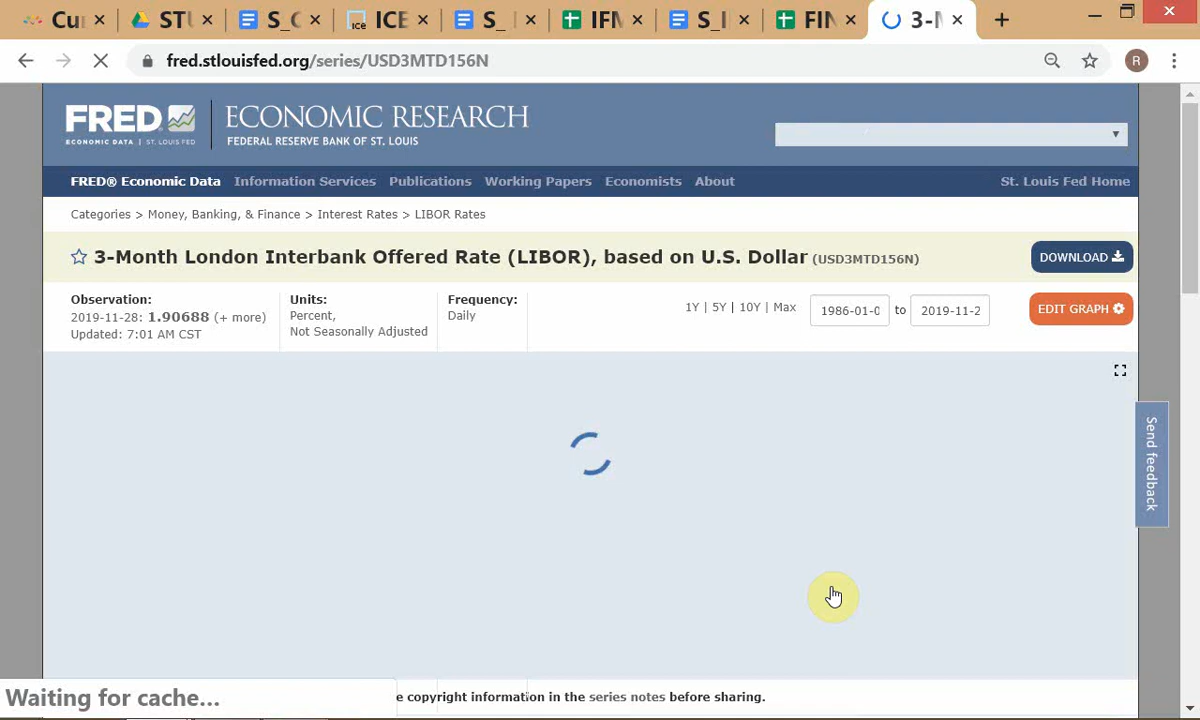 Cu
STU
S_C
ICE
ICE
S_
IFM
S_I
FIN
3-M
fred.stlouisfed.org/series/USD3MTD156N
R
FRED
ECONOMIC DATA | ST. LOUIS FED
ECONOMIC RESEARCH
FEDERAL RESERVE BANK OF ST. LOUIS
FRED® Economic Data Information Services Publications Working Papers Economists About St. Louis Fed Home
Categories > Money, Banking, & Finance > Interest Rates > LIBOR Rates
3-Month London Interbank Offered Rate (LIBOR), based on U.S. Dollar (USD3MTD156N)
DOWNLOAD
Observation:
2019-11-28: 1.90688 (+ more)
Updated: 7:01 AM CST
Units:
Percent,
Not Seasonally Adjusted
Frequency:
Daily
1Y | 5Y | 10Y | Max
1986-01-0 to 2019-11-2
EDIT GRAPH
Send feedback
Waiting for cache...
e copyright information in the series notes before sharing.